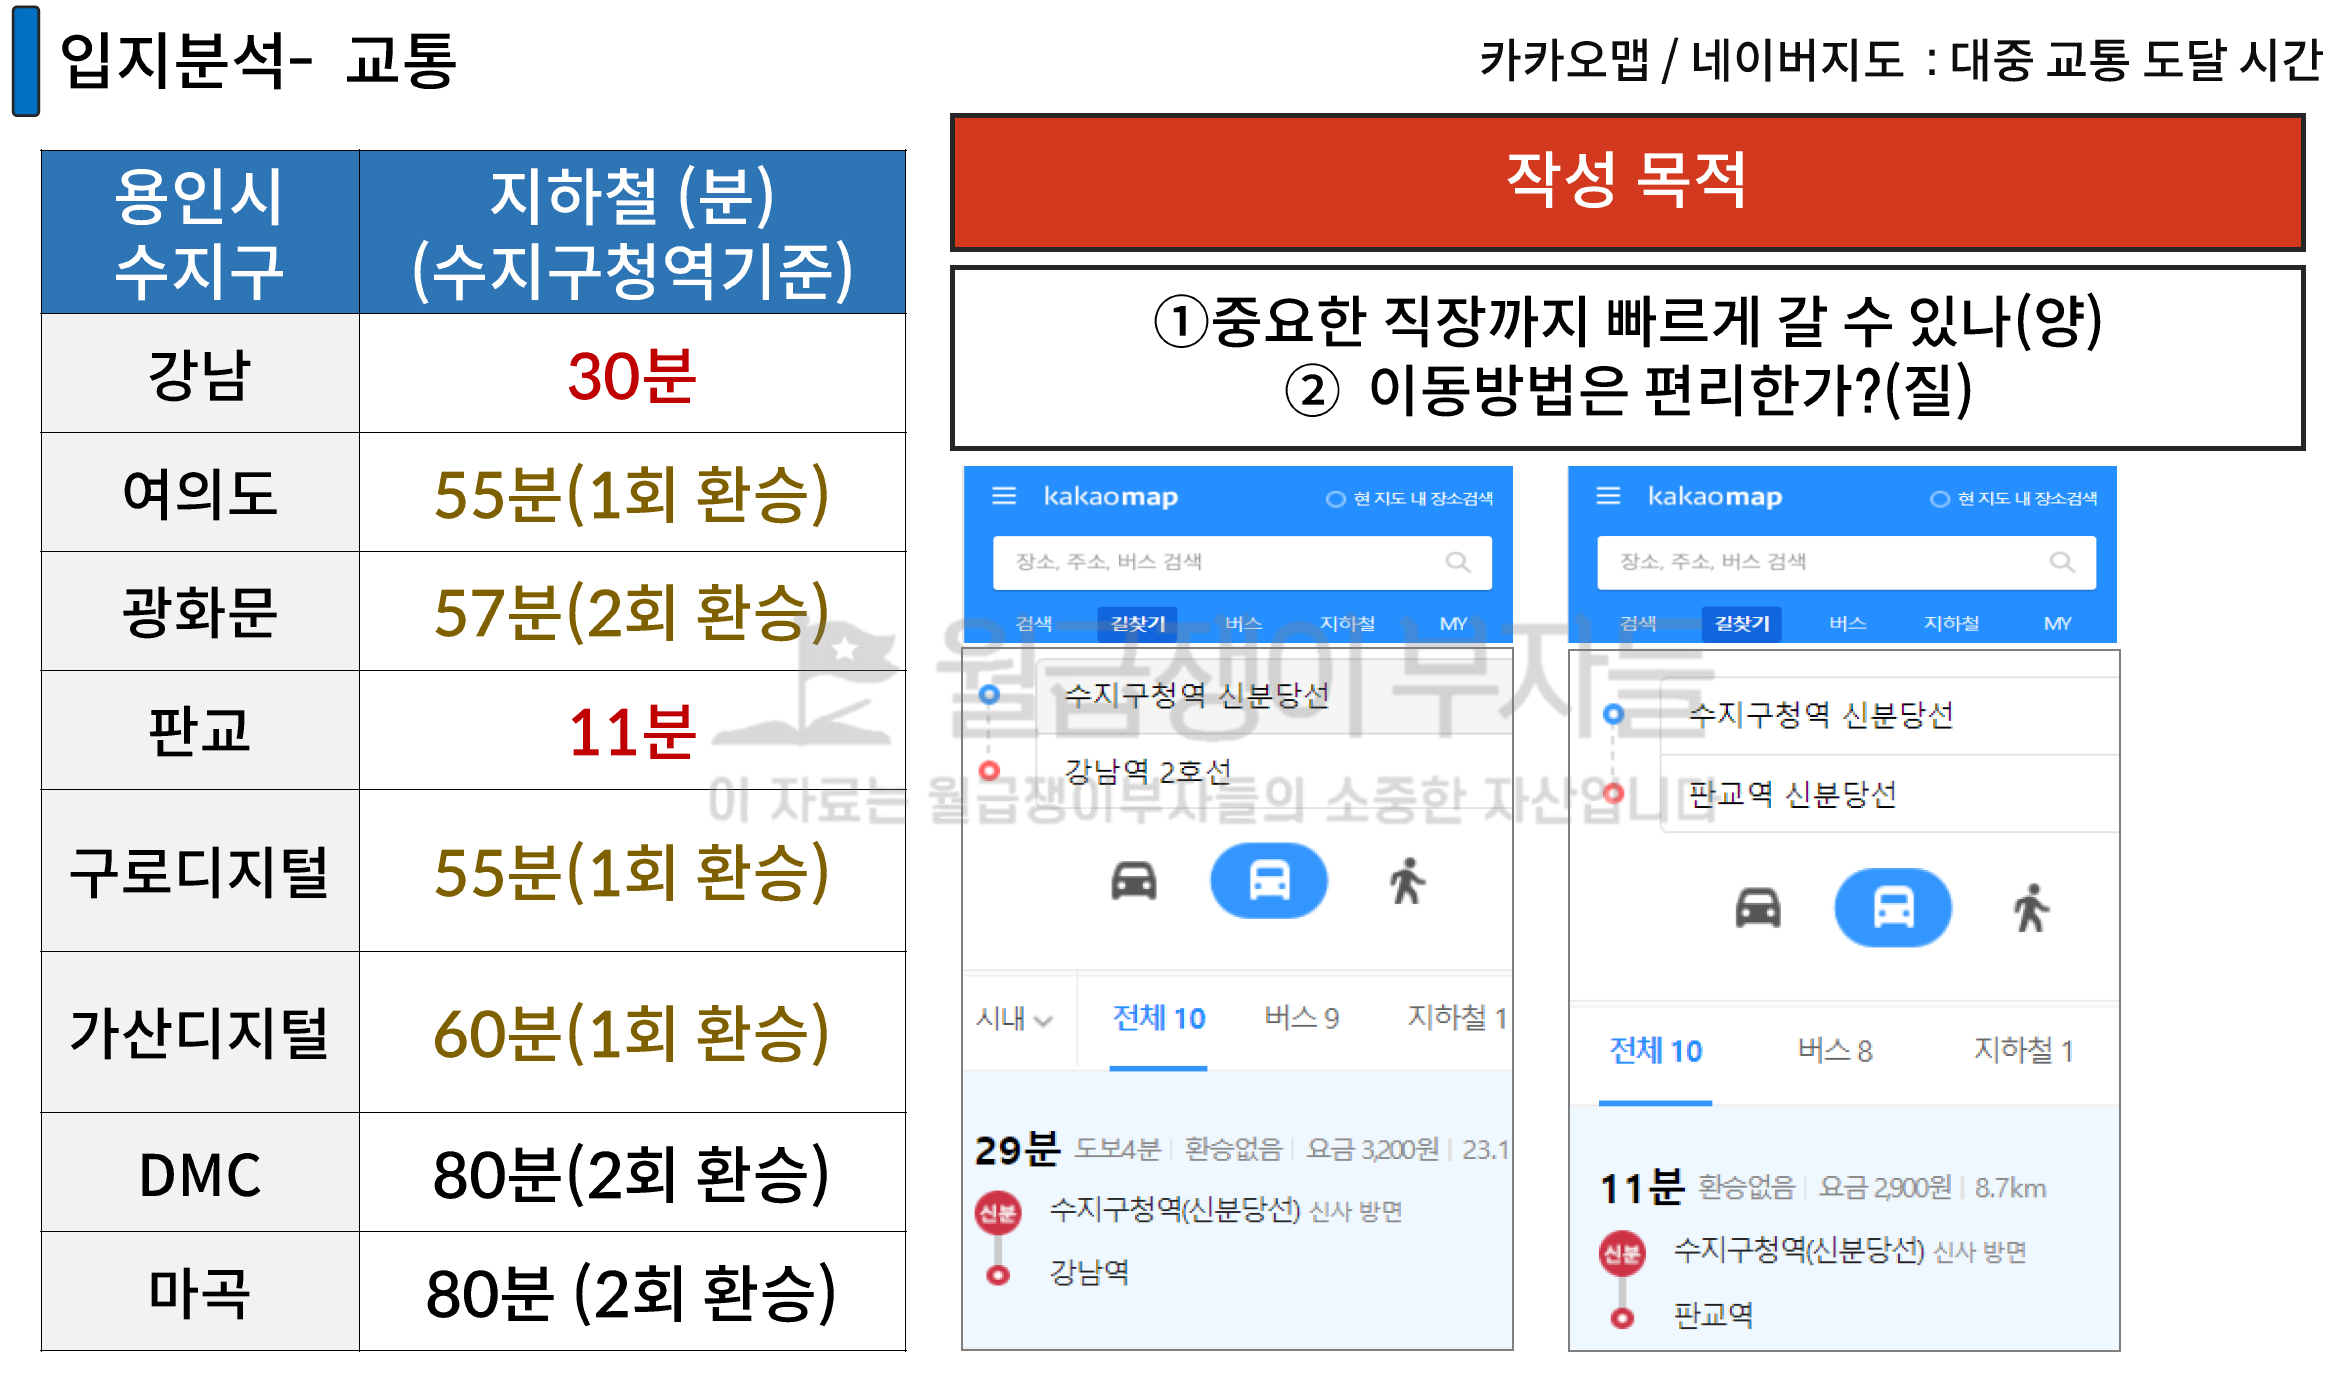 입지분석- 교통
카카오맵 / 네이버지도 : 대중 교통 도달 시간
용인시 수지구
지하철 (분)
(수지구청역기준)
강남
30분
여의도
55분(1회 환승)
광화문
57분(2회 환승)
판교
11분
구로디지털
55분(1회 환승)
가산디지털
60분(1회 환승)
DMC
80분(2회 환승)
마곡
80분 (2회 환승)
작성 목적
①중요한 직장까지 빠르게 갈 수 있나(양)
② 이동방법은 편리한가?(질)
kakaomap
현 지도 내 장소검색
장소, 주소, 버스 검색
검색 길찾기 버스 지하철 MY
수지구청역 신분당선
강남역 2호선
시내 전체 10 버스 9 지하철 1
29분 도보4분 환승없음 요금 3,200원 23.1
신분 수지구청역(신분당선) 신사 방면
강남역
kakaomap
현 지도 내 장소검색
장소, 주소, 버스 검색
검색 길찾기 버스 지하철 MY
수지구청역 신분당선
판교역 신분당선
전체 10 버스 8 지하철 1
11분 환승없음 요금 2,900원 8.7km
신분 수지구청역(신분당선) 신사 방면
판교역
월급쟁이부자들
이 자료는 월급쟁이부자들의 소중한 자산입니다